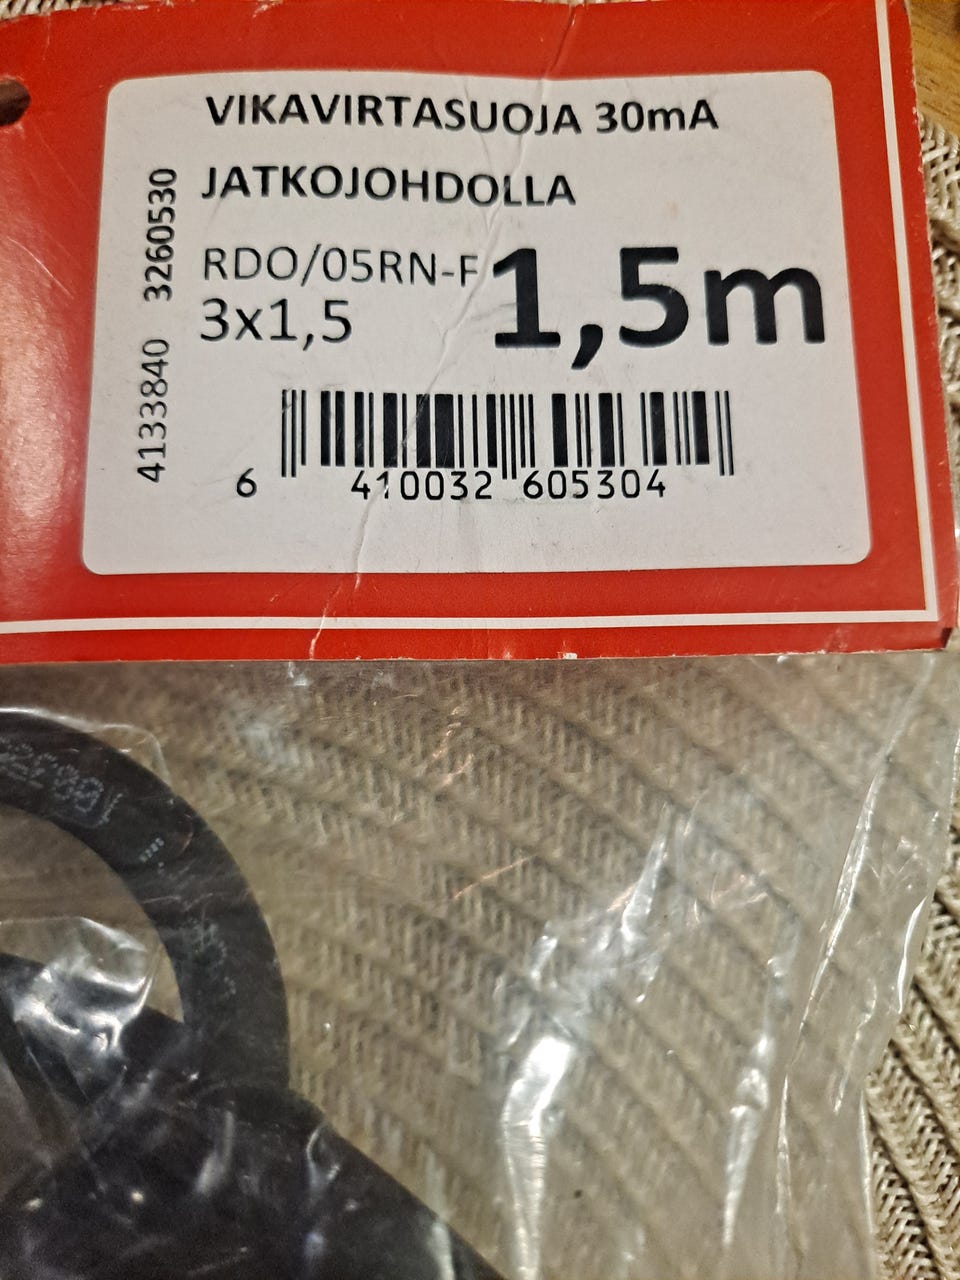 VIKAVIRTASUOJA 30mA
JATKOJOHDOLLA
RDO/05RN-F 1,5m
3x1,5
4133840 3260530
6 410032 605304